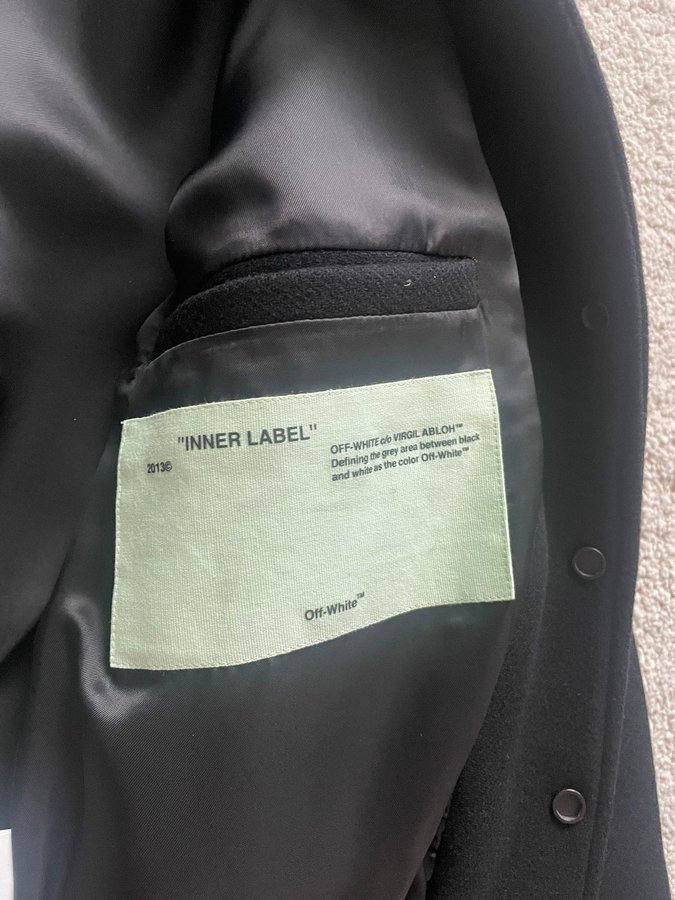 "INNER LABEL"
2013©
OFF-WHITE c/o VIRGIL ABLOH™
Defining the grey area between black
and white as the color Off-White™
Off-White™